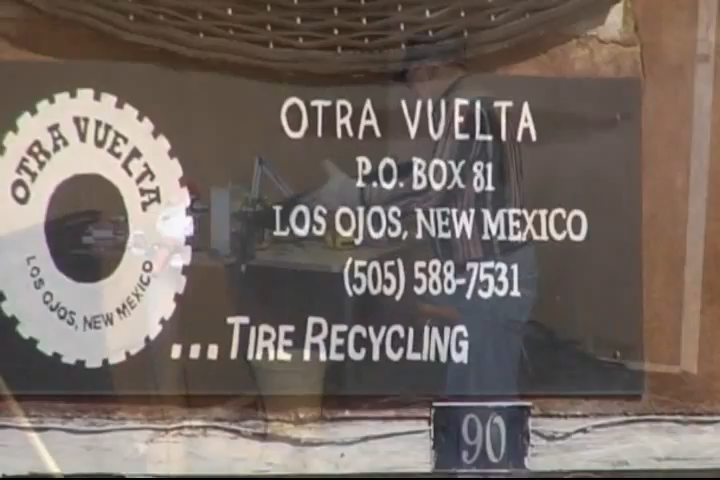 OTRA VUELTA
LOS OJOS, NEW MEXICO
OTRA VUELTA
P.O. BOX 81
LOS OJOS, NEW MEXICO
(505) 588-7531
...TIRE RECYCLING
90